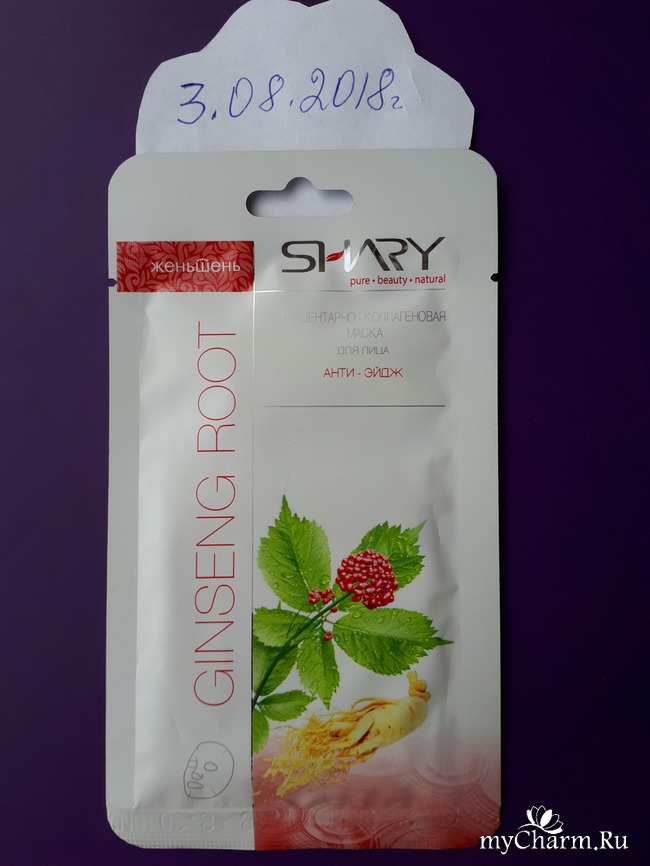 3.08.2018г
женьшень
SHARY
pure • beauty • natural
ПЛАЦЕНТАРНО - КОЛЛАГЕНОВАЯ
МАСКА
ДЛЯ ЛИЦА
АНТИ - ЭЙДЖ
GINSENG ROOT
myCharm.Ru